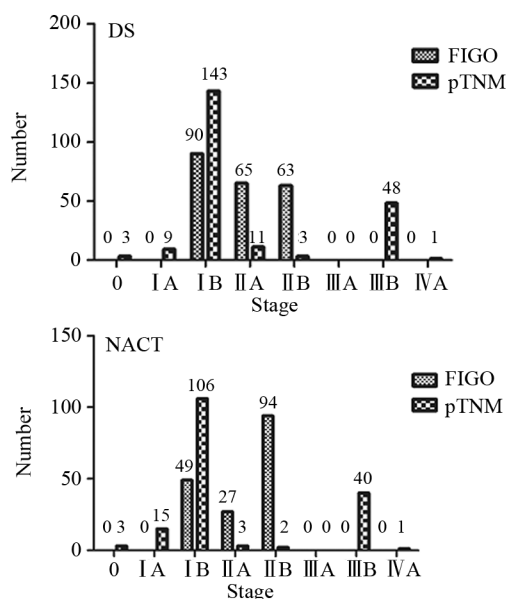 DS
FIGO
pTNM
Number
200
150
100
50
0
0 3 0 9 90 143 65 11 63 3 0 0 0 48 0 1
0 ⅠA ⅠB ⅡA ⅡB ⅢA ⅢB ⅣA
Stage
NACT
FIGO
pTNM
Number
150
100
50
0
0 3 0 15 49 106 27 3 94 2 0 0 0 40 0 1
0 ⅠA ⅠB ⅡA ⅡB ⅢA ⅢB ⅣA
Stage